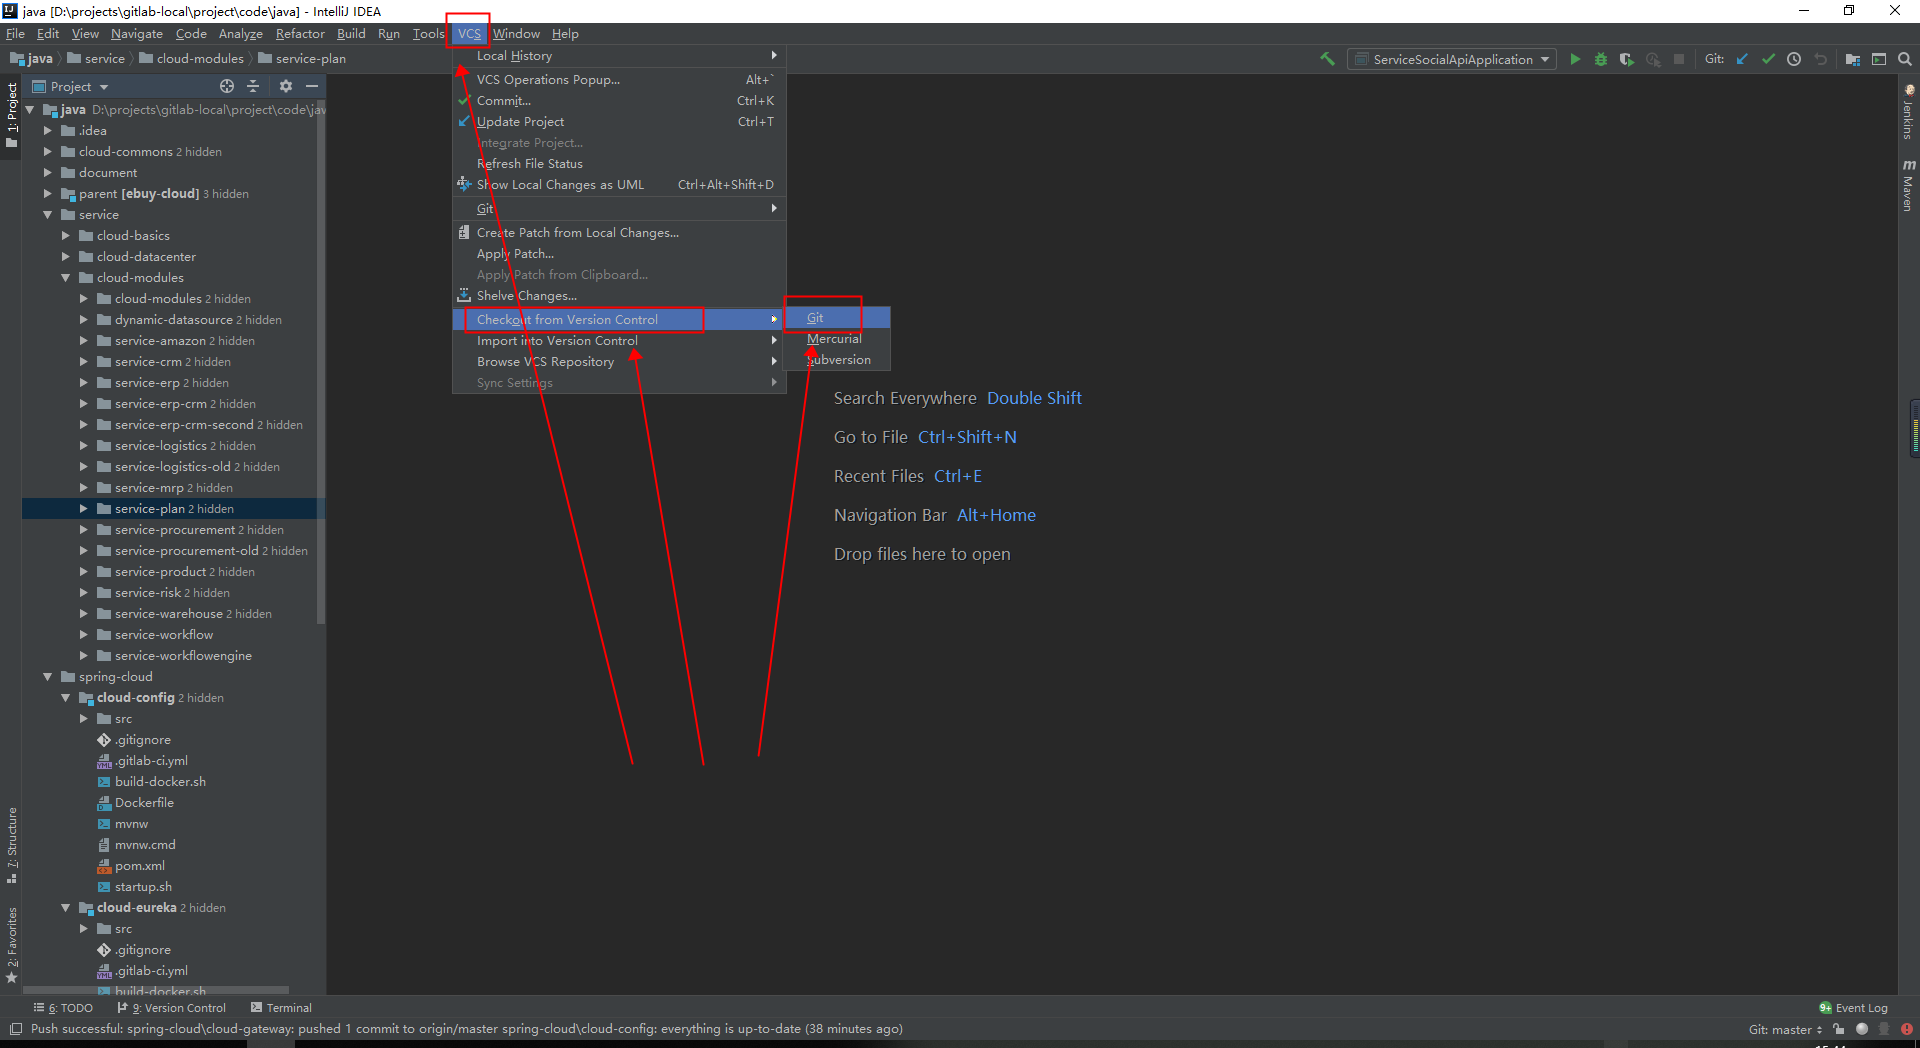 java [D:\projects\gitlab-local\project\code\java] - IntelliJ IDEA
File Edit View Navigate Code Analyze Refactor Build Run Tools VCS Window Help
java service cloud-modules service-plan
ServiceSocialApiApplication Git:
Project
1: Project
7: Structure
2: Favorites
java D:\projects\gitlab-local\project\code\jav
.idea
cloud-commons 2 hidden
document
parent [ebuy-cloud] 3 hidden
service
cloud-basics
cloud-datacenter
cloud-modules
cloud-modules 2 hidden
dynamic-datasource 2 hidden
service-amazon 2 hidden
service-crm 2 hidden
service-erp 2 hidden
service-erp-crm 2 hidden
service-erp-crm-second 2 hidden
service-logistics 2 hidden
service-logistics-old 2 hidden
service-mrp 2 hidden
service-plan 2 hidden
service-procurement 2 hidden
service-procurement-old 2 hidden
service-product 2 hidden
service-risk 2 hidden
service-warehouse 2 hidden
service-workflow
service-workflowengine
spring-cloud
cloud-config 2 hidden
src
.gitignore
.gitlab-ci.yml
build-docker.sh
Dockerfile
mvnw
mvnw.cmd
pom.xml
startup.sh
cloud-eureka 2 hidden
src
.gitignore
.gitlab-ci.yml
build-docker.sh
Local History
VCS Operations Popup... Alt+`
Commit... Ctrl+K
Update Project Ctrl+T
Integrate Project...
Refresh File Status
Show Local Changes as UML Ctrl+Alt+Shift+D
Git
Create Patch from Local Changes...
Apply Patch...
Apply Patch from Clipboard...
Shelve Changes...
Checkout from Version Control
Import into Version Control
Browse VCS Repository
Sync Settings
Git
Mercurial
Subversion
Search Everywhere Double Shift
Go to File Ctrl+Shift+N
Recent Files Ctrl+E
Navigation Bar Alt+Home
Drop files here to open
Jenkins
Maven
6: TODO 9: Version Control Terminal Event Log
Push successful: spring-cloud\cloud-gateway: pushed 1 commit to origin/master spring-cloud\cloud-config: everything is up-to-date (38 minutes ago) Git: master